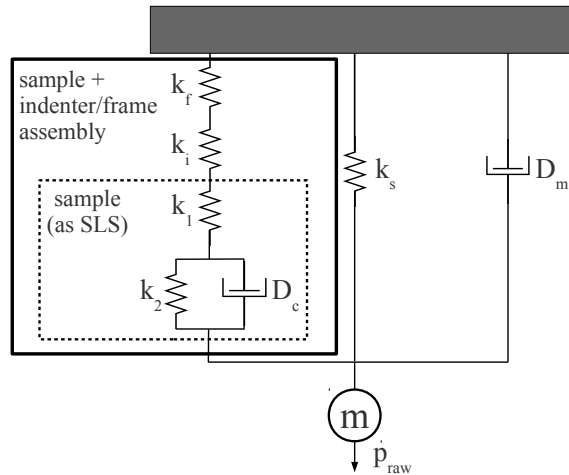 sample +
indenter/frame
assembly
k_f
k_i
sample
(as SLS)
k_1
k_2
D_c
k_s
D_m
m
p_raw